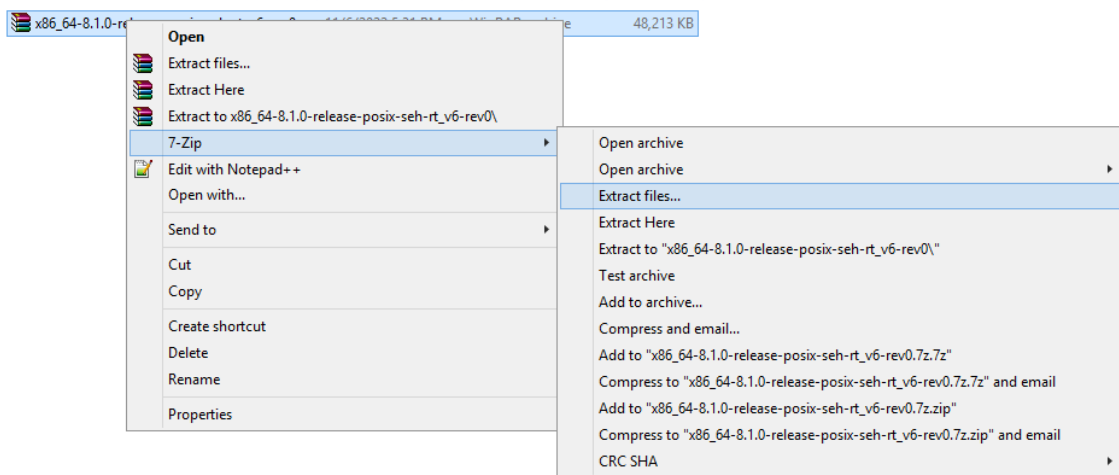 x86_64-8.1.0-re 48,213 KB
Open
Extract files...
Extract Here
Extract to x86_64-8.1.0-release-posix-seh-rt_v6-rev0\
7-Zip
Edit with Notepad++
Open with...
Send to
Cut
Copy
Create shortcut
Delete
Rename
Properties
Open archive
Open archive
Extract files...
Extract Here
Extract to "x86_64-8.1.0-release-posix-seh-rt_v6-rev0\"
Test archive
Add to archive...
Compress and email...
Add to "x86_64-8.1.0-release-posix-seh-rt_v6-rev0.7z.7z"
Compress to "x86_64-8.1.0-release-posix-seh-rt_v6-rev0.7z.7z" and email
Add to "x86_64-8.1.0-release-posix-seh-rt_v6-rev0.7z.zip"
Compress to "x86_64-8.1.0-release-posix-seh-rt_v6-rev0.7z.zip" and email
CRC SHA